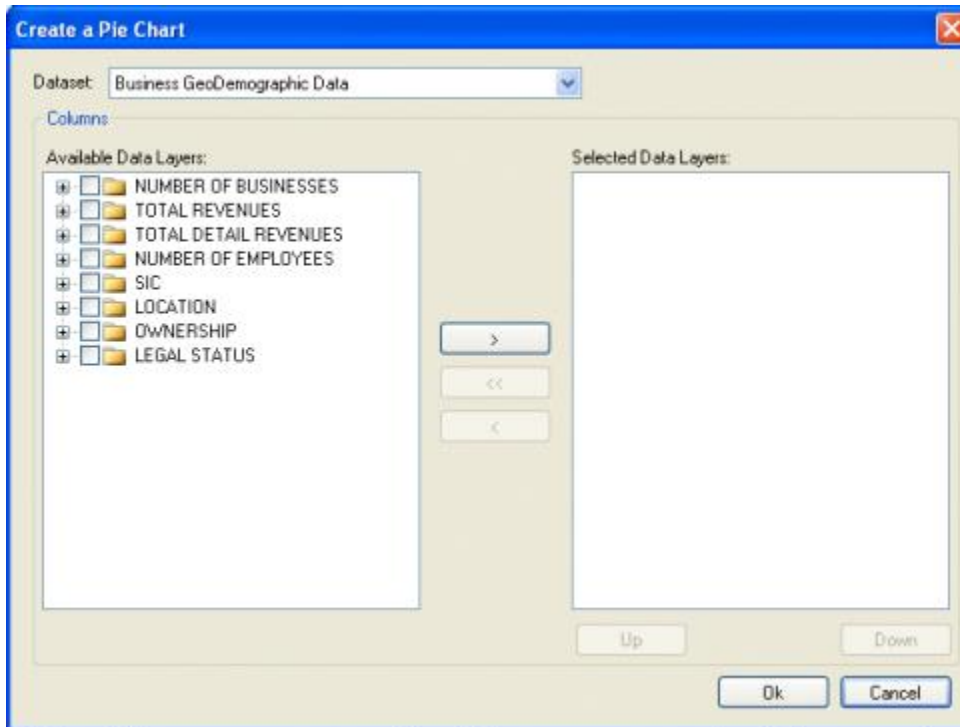 Create a Pie Chart
Dataset: Business GeoDemographic Data
Columns
Available Data Layers:
Selected Data Layers:
NUMBER OF BUSINESSES
TOTAL REVENUES
TOTAL DETAIL REVENUES
NUMBER OF EMPLOYEES
SIC
LOCATION
OWNERSHIP
LEGAL STATUS
>
<<
<
Up
Down
Ok
Cancel